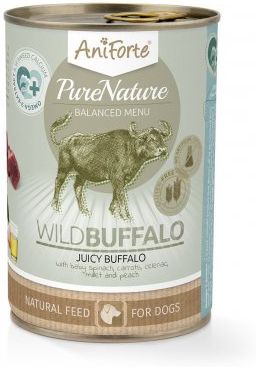 AniForte®
PureNature
BALANCED MENU
WILDBUFFALO
JUICY BUFFALO
with baby spinach, carrots, celeriac,
millet and peach
NATURAL FEED FOR DOGS